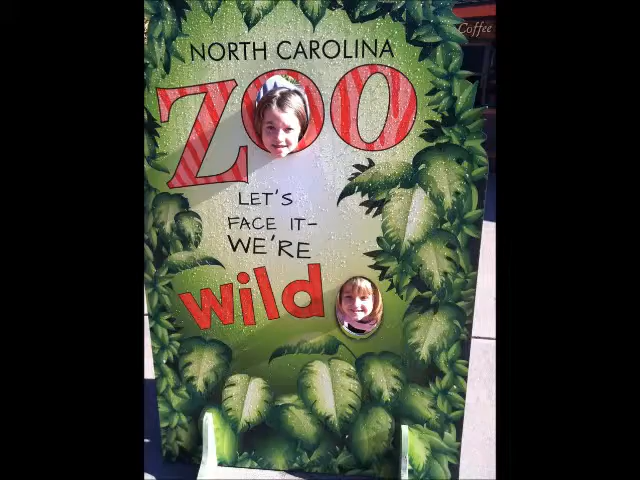 Coffee
NORTH CAROLINA
ZOO
LET'S
FACE IT-
WE'RE
wild